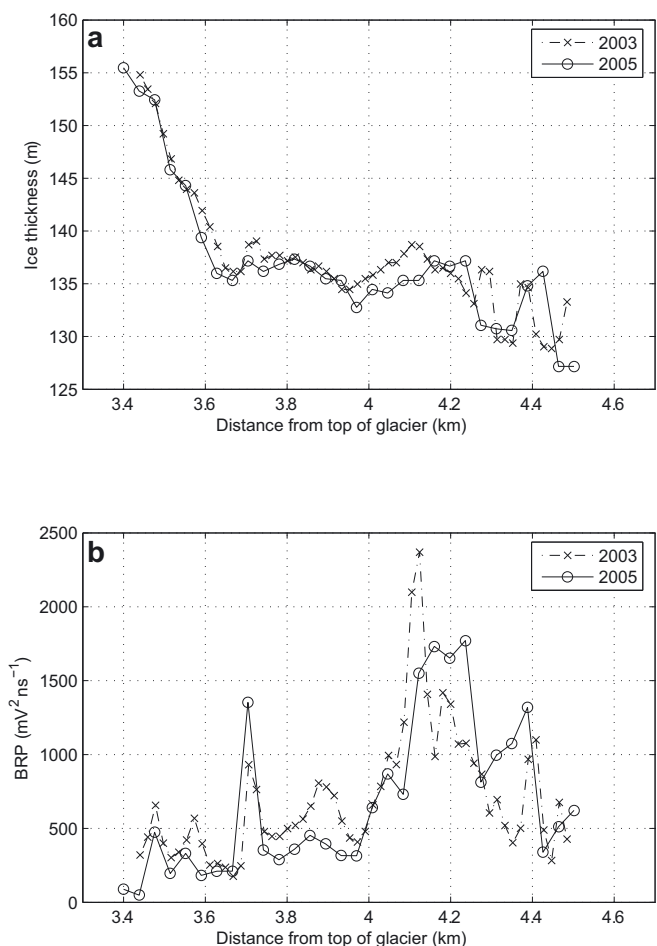 160
a
2003
2005
155
150
145
140
135
130
125
Ice thickness (m)
3.4 3.6 3.8 4 4.2 4.4 4.6
Distance from top of glacier (km)
2500
b
2003
2005
2000
1500
1000
500
0
BRP (mV² ns⁻¹)
3.4 3.6 3.8 4 4.2 4.4 4.6
Distance from top of glacier (km)